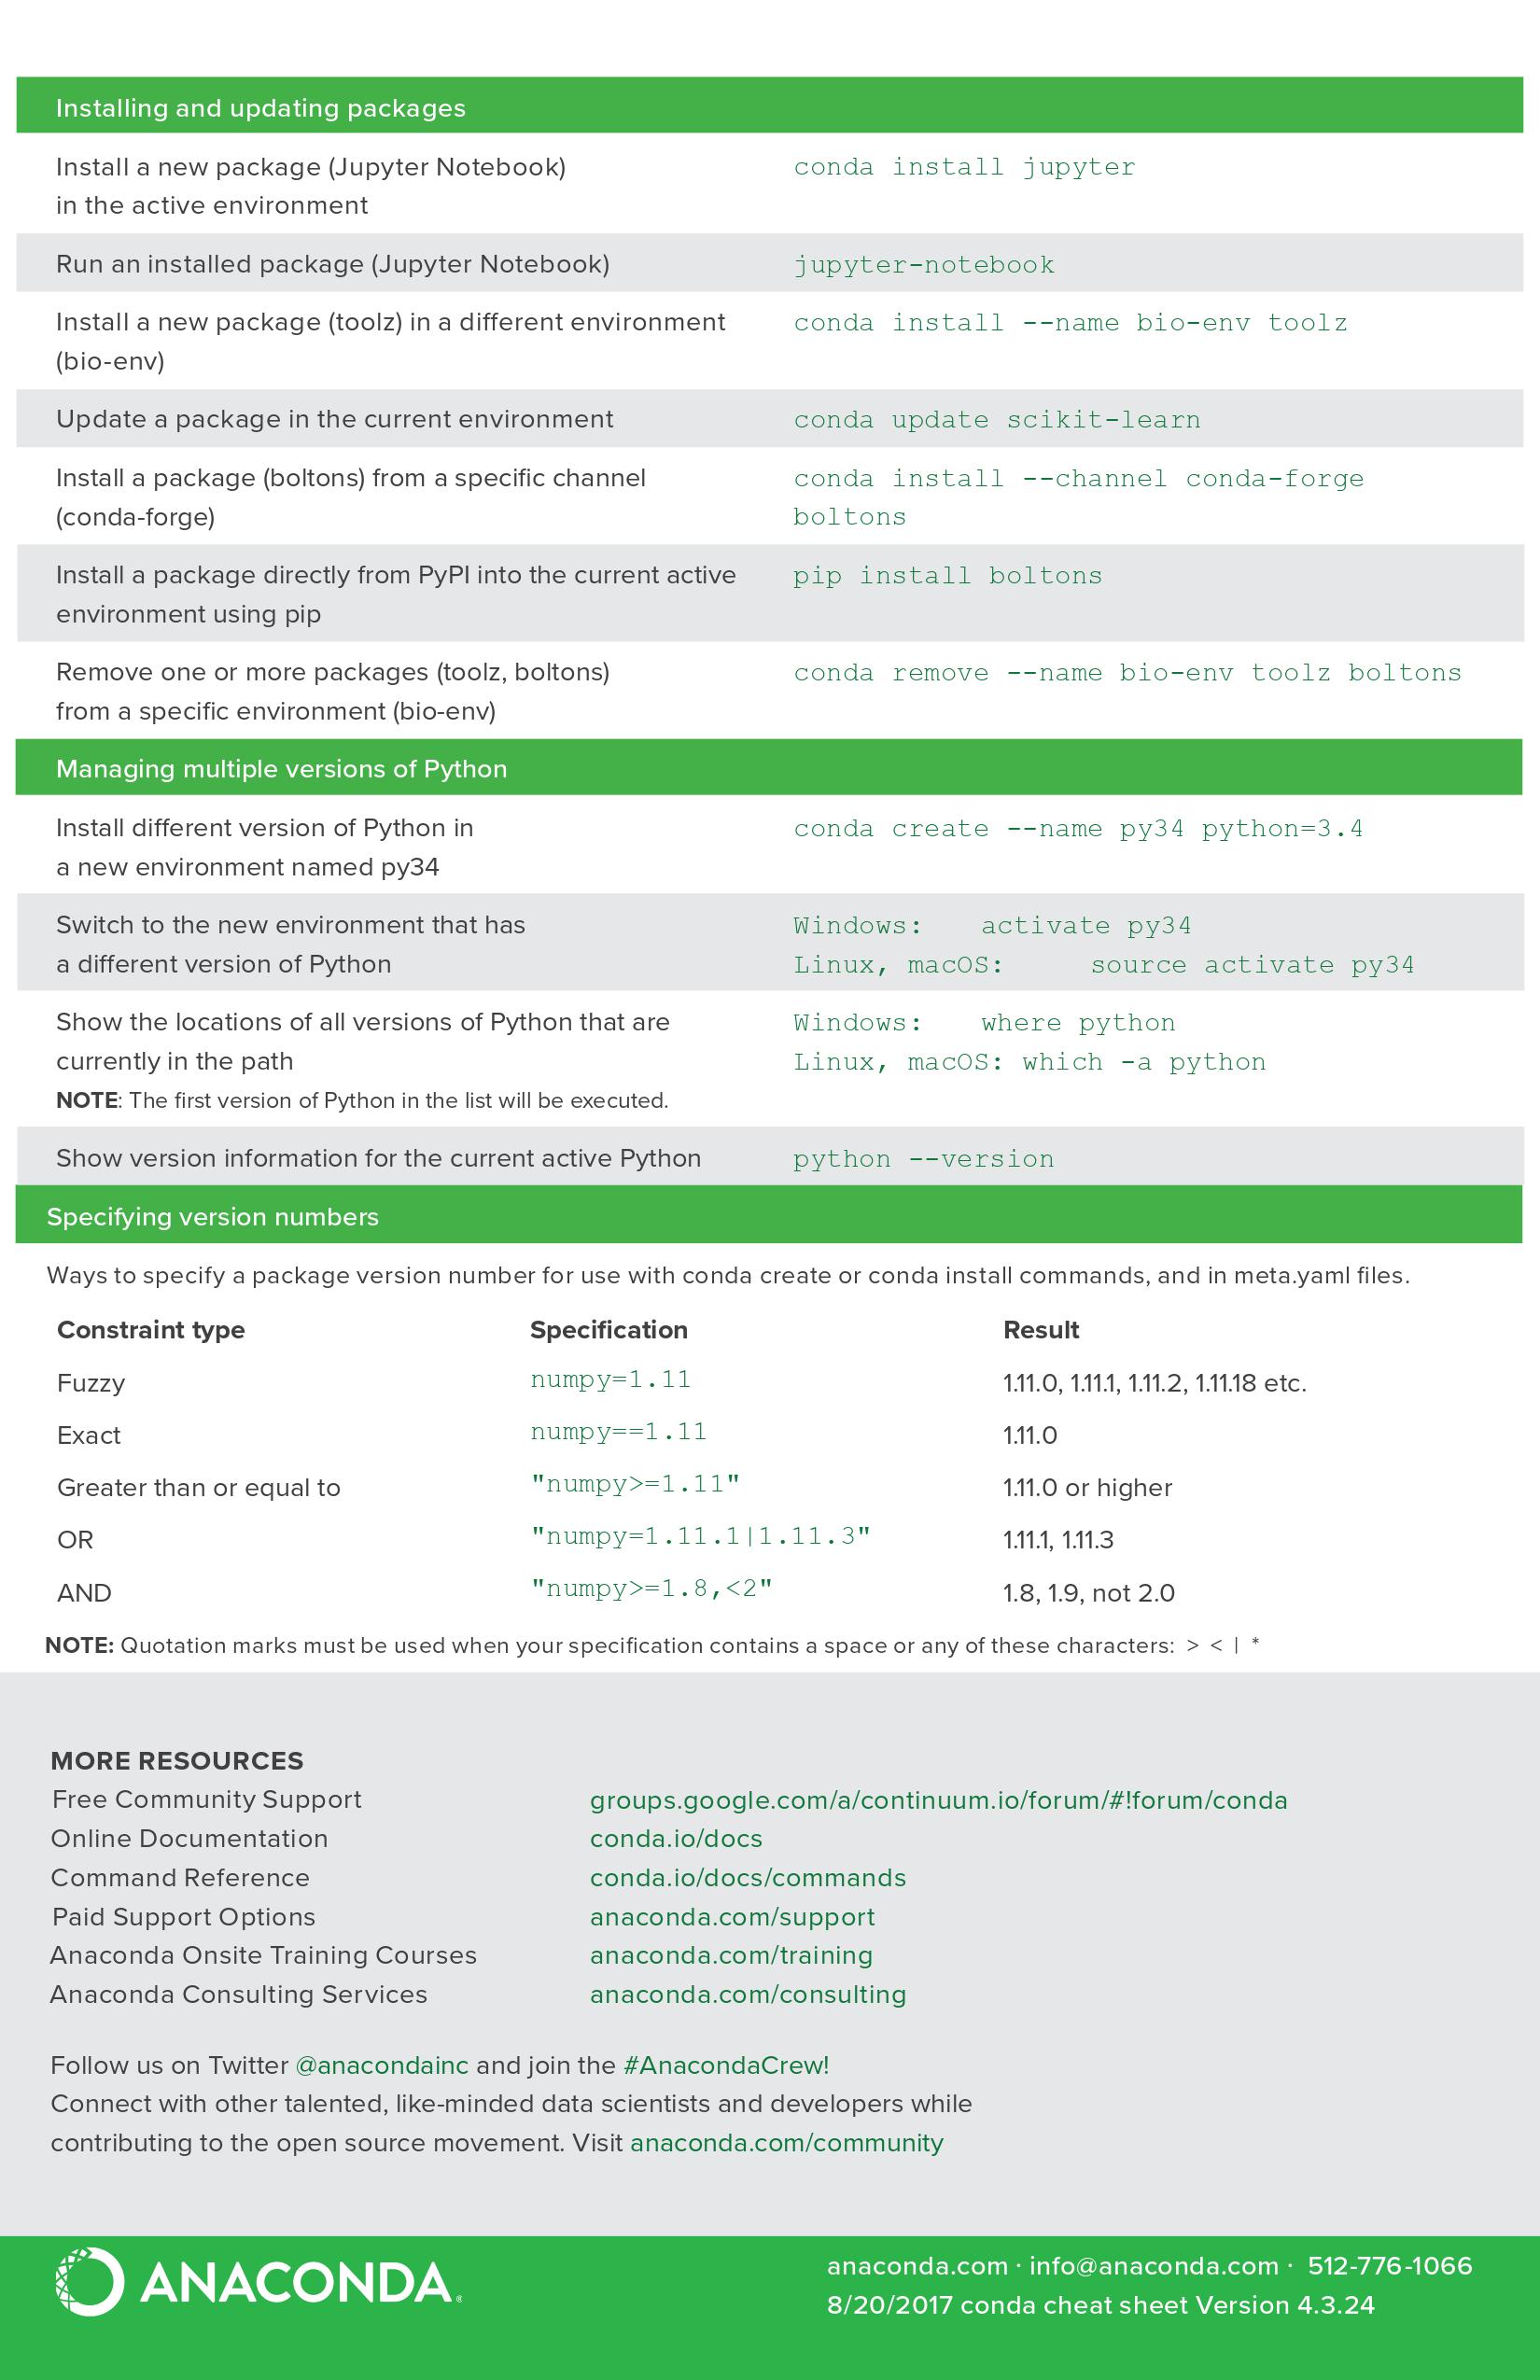 Installing and updating packages
Install a new package (Jupyter Notebook) conda install jupyter
in the active environment
Run an installed package (Jupyter Notebook) jupyter-notebook
Install a new package (toolz) in a different environment conda install --name bio-env toolz
(bio-env)
Update a package in the current environment conda update scikit-learn
Install a package (boltons) from a specific channel conda install --channel conda-forge
(conda-forge) boltons
Install a package directly from PyPI into the current active pip install boltons
environment using pip
Remove one or more packages (toolz, boltons) conda remove --name bio-env toolz boltons
from a specific environment (bio-env)
Managing multiple versions of Python
Install different version of Python in conda create --name py34 python=3.4
a new environment named py34
Switch to the new environment that has Windows: activate py34
a different version of Python Linux, macOS: source activate py34
Show the locations of all versions of Python that are Windows: where python
currently in the path Linux, macOS: which -a python
NOTE: The first version of Python in the list will be executed.
Show version information for the current active Python python --version
Specifying version numbers
Ways to specify a package version number for use with conda create or conda install commands, and in meta.yaml files.
Constraint type Specification Result
Fuzzy numpy=1.11 1.11.0, 1.11.1, 1.11.2, 1.11.18 etc.
Exact numpy==1.11 1.11.0
Greater than or equal to "numpy>=1.11" 1.11.0 or higher
OR "numpy=1.11.1|1.11.3" 1.11.1, 1.11.3
AND "numpy>=1.8,<2" 1.8, 1.9, not 2.0
NOTE: Quotation marks must be used when your specification contains a space or any of these characters: > < | *
MORE RESOURCES
Free Community Support groups.google.com/a/continuum.io/forum/#!forum/conda
Online Documentation conda.io/docs
Command Reference conda.io/docs/commands
Paid Support Options anaconda.com/support
Anaconda Onsite Training Courses anaconda.com/training
Anaconda Consulting Services anaconda.com/consulting
Follow us on Twitter @anacondainc and join the #AnacondaCrew!
Connect with other talented, like-minded data scientists and developers while
contributing to the open source movement. Visit anaconda.com/community
ANACONDA®
anaconda.com · info@anaconda.com · 512-776-1066
8/20/2017 conda cheat sheet Version 4.3.24